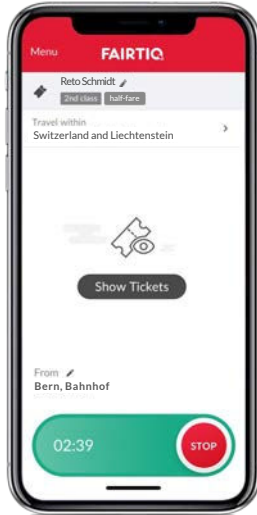 Menu FAIRTIQ
Reto Schmidt
2nd class half-fare
Travel within
Switzerland and Liechtenstein
Show Tickets
From
Bern, Bahnhof
02:39 STOP